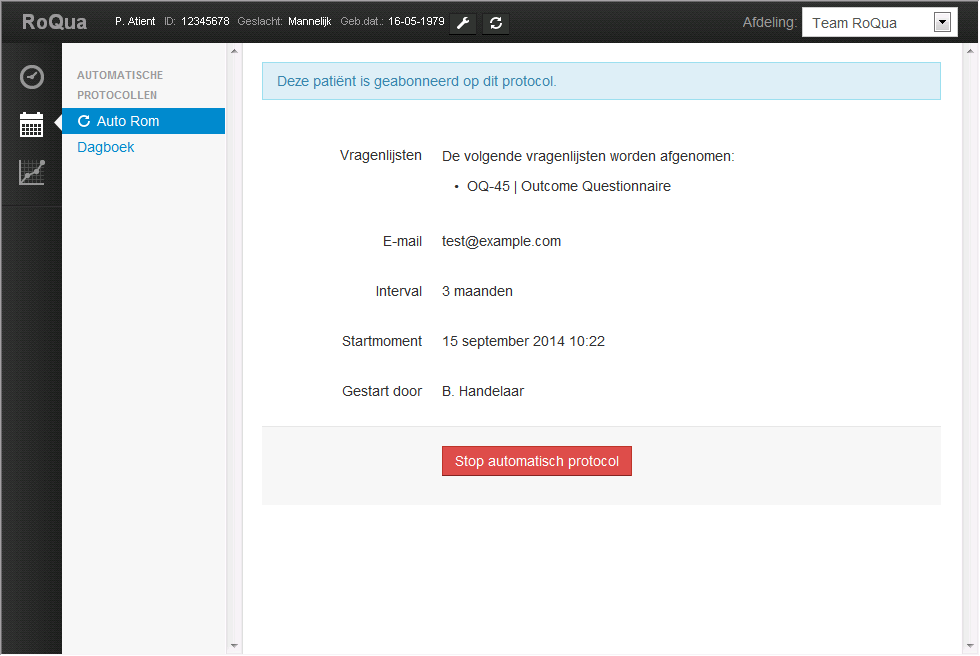 RoQua P. Atient ID: 12345678 Geslacht: Mannelijk Geb.dat.: 16-05-1979 Afdeling: Team RoQua
AUTOMATISCHE
PROTOCOLLEN
Auto Rom
Dagboek
Deze patiënt is geabonneerd op dit protocol.
Vragenlijsten De volgende vragenlijsten worden afgenomen:
• OQ-45 | Outcome Questionnaire
E-mail test@example.com
Interval 3 maanden
Startmoment 15 september 2014 10:22
Gestart door B. Handelaar
Stop automatisch protocol